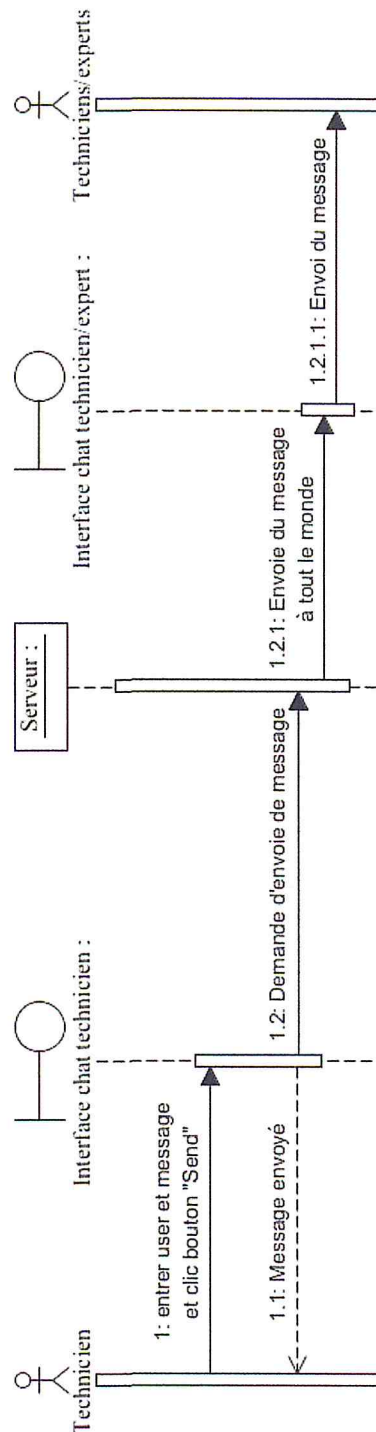 Technicien
Interface chat technicien :
Serveur :
Interface chat technicien/expert :
Techniciens/experts
1: entrer user et message
et clic bouton "Send"
1.1: Message envoyé
1.2: Demande d'envoie de message
1.2.1: Envoie du message
à tout le monde
1.2.1.1: Envoi du message